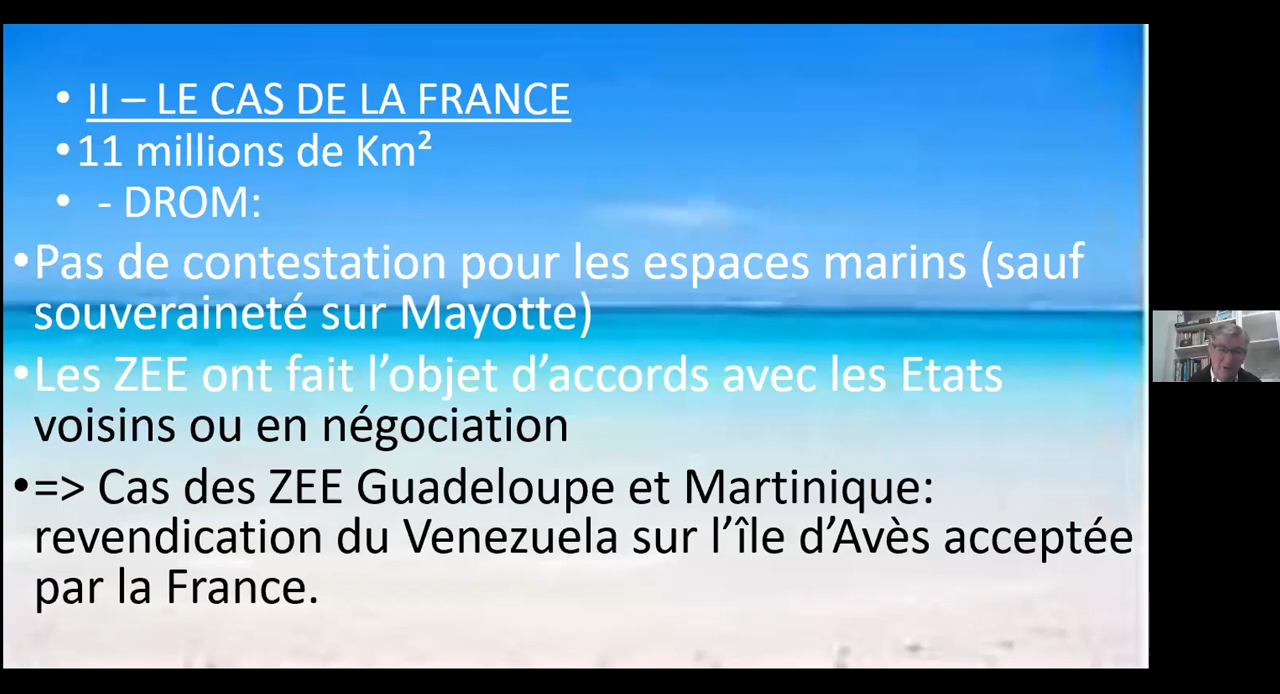 • II – LE CAS DE LA FRANCE
• 11 millions de Km²
• - DROM:
• Pas de contestation pour les espaces marins (sauf
souveraineté sur Mayotte)
• Les ZEE ont fait l’objet d’accords avec les Etats
voisins ou en négociation
• => Cas des ZEE Guadeloupe et Martinique:
revendication du Venezuela sur l’île d’Avès acceptée
par la France.